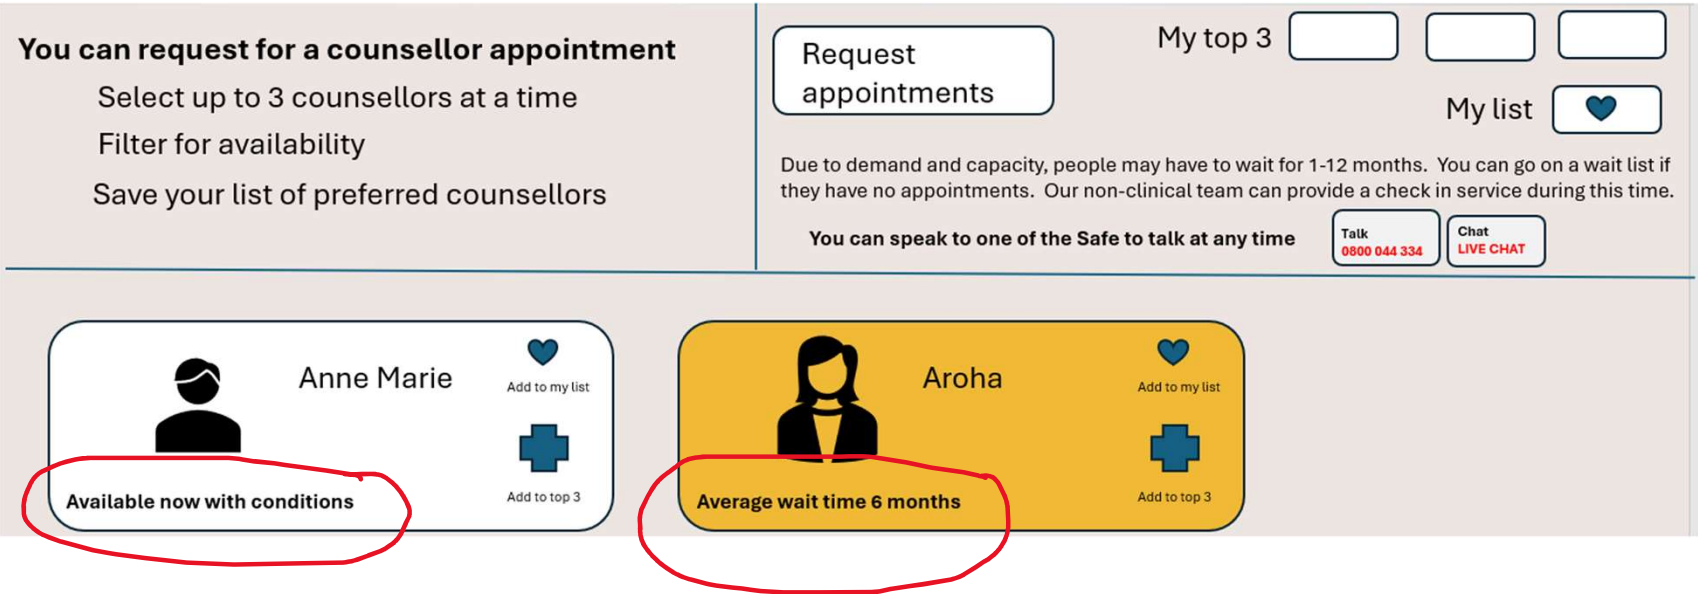 You can request for a counsellor appointment
Select up to 3 counsellors at a time
Filter for availability
Save your list of preferred counsellors
Request
appointments
My top 3
My list
Due to demand and capacity, people may have to wait for 1-12 months. You can go on a wait list if
they have no appointments. Our non-clinical team can provide a check in service during this time.
You can speak to one of the Safe to talk at any time
Talk
0800 044 334
Chat
LIVE CHAT
Anne Marie
Add to my list
Add to top 3
Available now with conditions
Aroha
Add to my list
Add to top 3
Average wait time 6 months